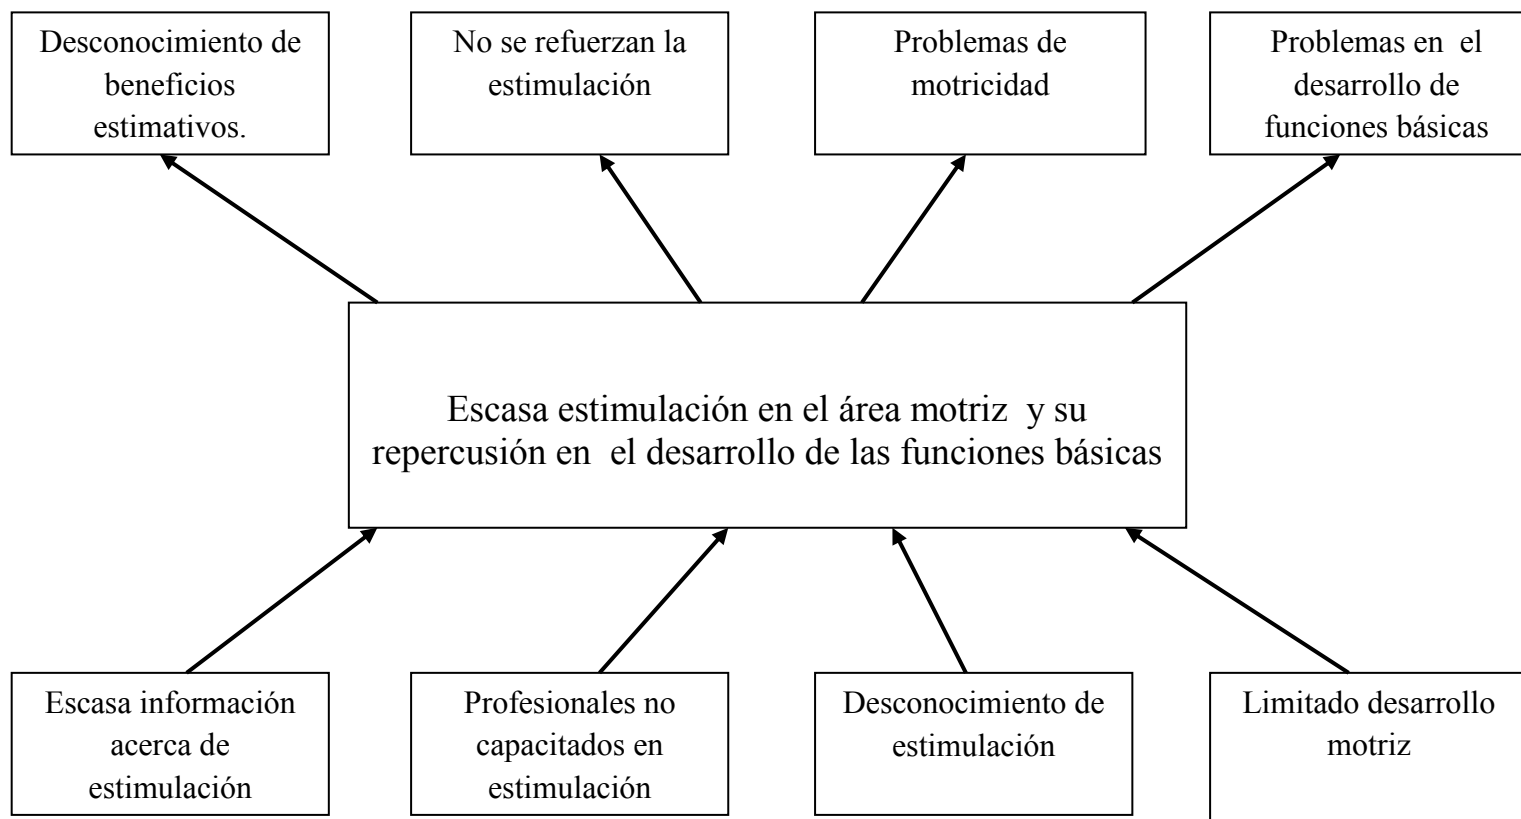 Desconocimiento de
beneficios
estimativos.
No se refuerzan la
estimulación
Problemas de
motricidad
Problemas en  el
desarrollo de
funciones básicas
Escasa estimulación en el área motriz  y su
repercusión en  el desarrollo de las funciones básicas
Escasa información
acerca de
estimulación
Profesionales no
capacitados en
estimulación
Desconocimiento de
estimulación
Limitado desarrollo
motriz